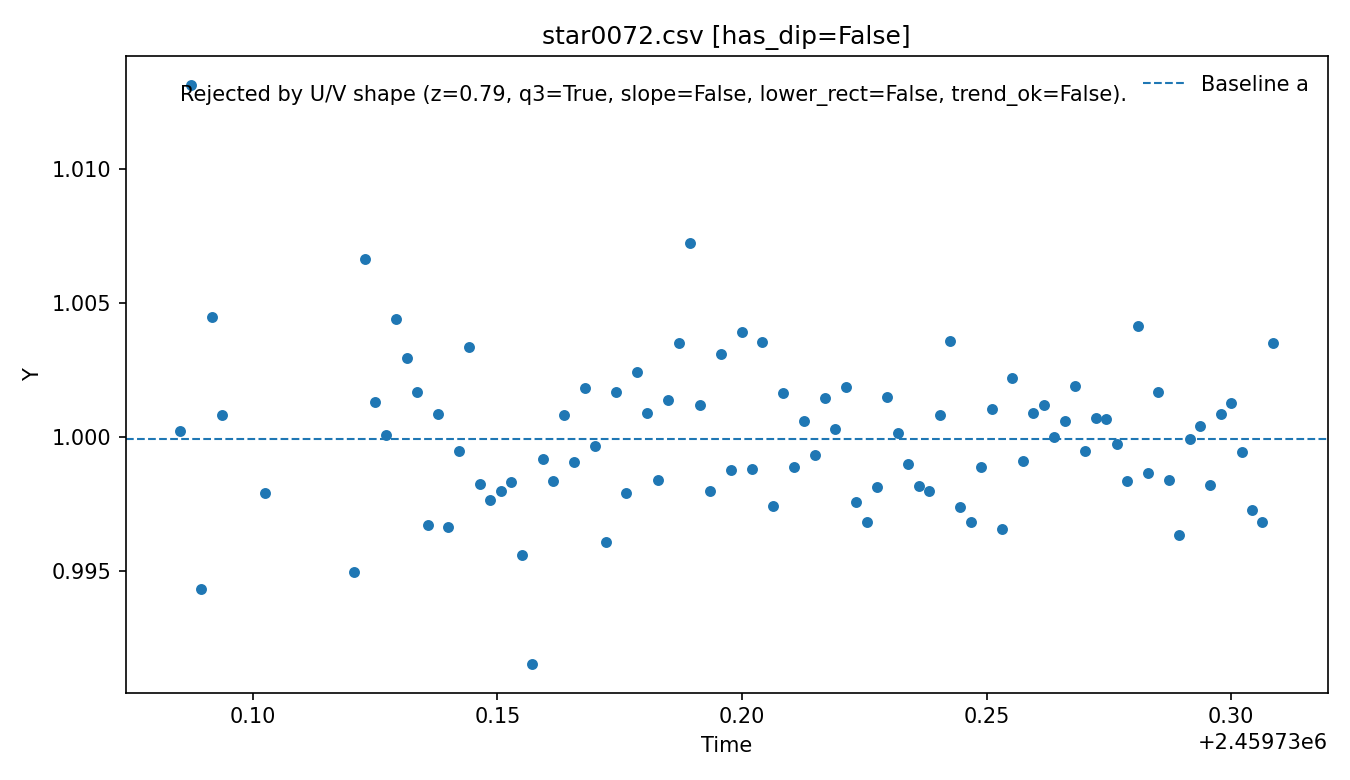 star0072.csv [has_dip=False]
Rejected by U/V shape (z=0.79, q3=True, slope=False, lower_rect=False, trend_ok=False).
Baseline a
Y
1.010
1.005
1.000
0.995
0.10 0.15 0.20 0.25 0.30
Time
+2.45973e6